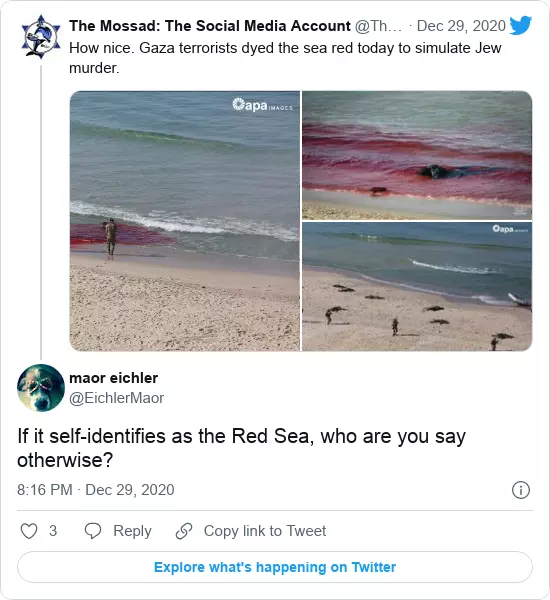 The Mossad: The Social Media Account @Th... · Dec 29, 2020
How nice. Gaza terrorists dyed the sea red today to simulate Jew
murder.
apa IMAGES
apa
maor eichler
@EichlerMaor
If it self-identifies as the Red Sea, who are you say
otherwise?
8:16 PM · Dec 29, 2020
3 Reply Copy link to Tweet
Explore what's happening on Twitter